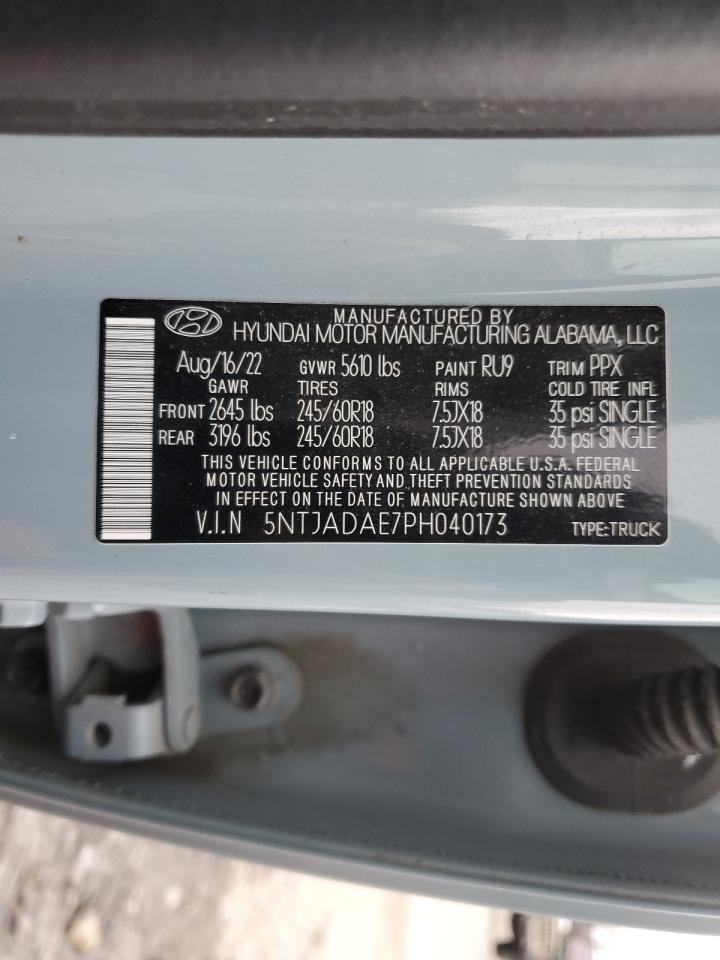 MANUFACTURED BY
HYUNDAI MOTOR MANUFACTURING ALABAMA, LLC
Aug/16/22 GVWR 5610 lbs PAINT RU9 TRIM PPX
GAWR TIRES RIMS COLD TIRE INFL
FRONT 2645 lbs 245/60R18 7.5JX18 35 psi SINGLE
REAR 3196 lbs 245/60R18 7.5JX18 35 psi SINGLE
THIS VEHICLE CONFORMS TO ALL APPLICABLE U.S.A. FEDERAL
MOTOR VEHICLE SAFETY AND THEFT PREVENTION STANDARDS
IN EFFECT ON THE DATE OF MANUFACTURE SHOWN ABOVE
V.I.N 5NTJADAE7PH040173 TYPE:TRUCK